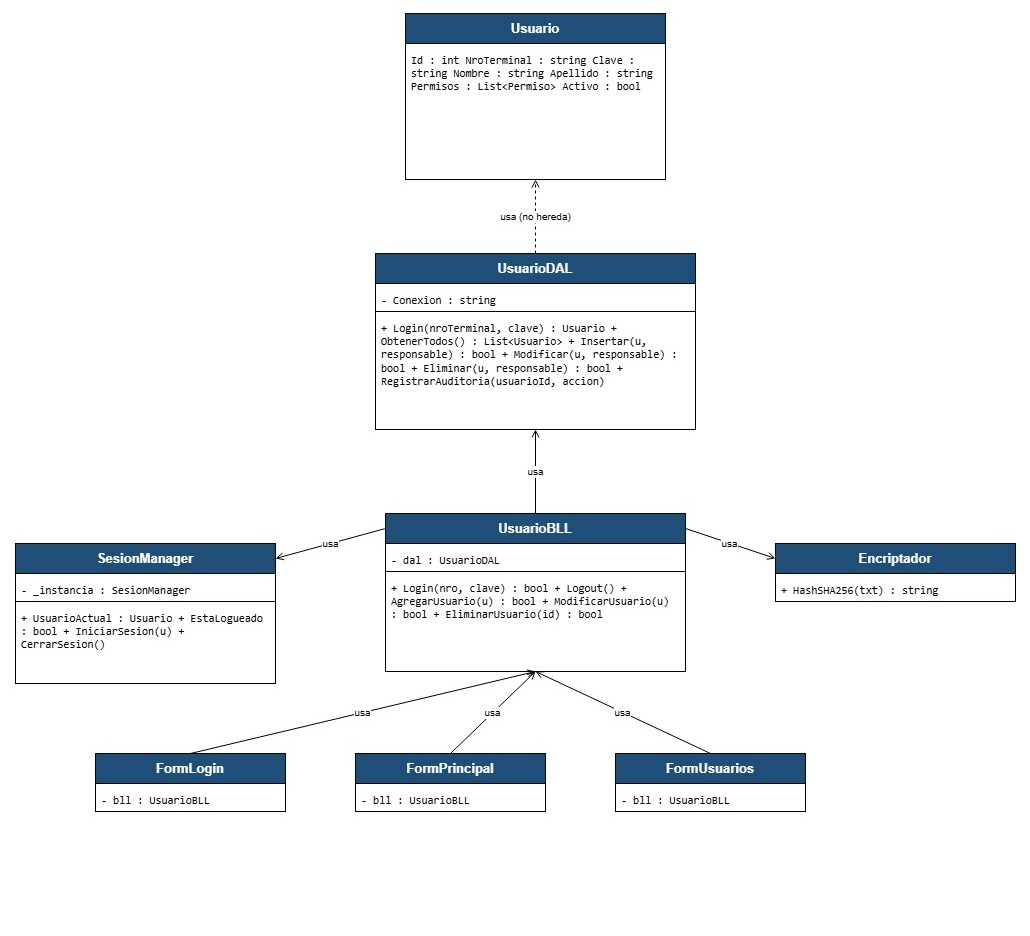 Usuario
Id : int NroTerminal : string Clave :
string Nombre : string Apellido : string
Permisos : List<Permiso> Activo : bool
usa (no hereda)
UsuarioDAL
- Conexion : string
+ Login(nroTerminal, clave) : Usuario +
ObtenerTodos() : List<Usuario> + Insertar(u,
responsable) : bool + Modificar(u, responsable) :
bool + Eliminar(u, responsable) : bool +
RegistrarAuditoria(usuarioId, accion)
usa
UsuarioBLL
- dal : UsuarioDAL
+ Login(nro, clave) : bool + Logout() +
AgregarUsuario(u) : bool + ModificarUsuario(u)
: bool + EliminarUsuario(id) : bool
usa
usa
SesionManager
- _instancia : SesionManager
+ UsuarioActual : Usuario + EstaLogueado
: bool + IniciarSesion(u) +
CerrarSesion()
Encriptador
+ HashSHA256(txt) : string
usa
usa
usa
FormLogin
- bll : UsuarioBLL
FormPrincipal
- bll : UsuarioBLL
FormUsuarios
- bll : UsuarioBLL